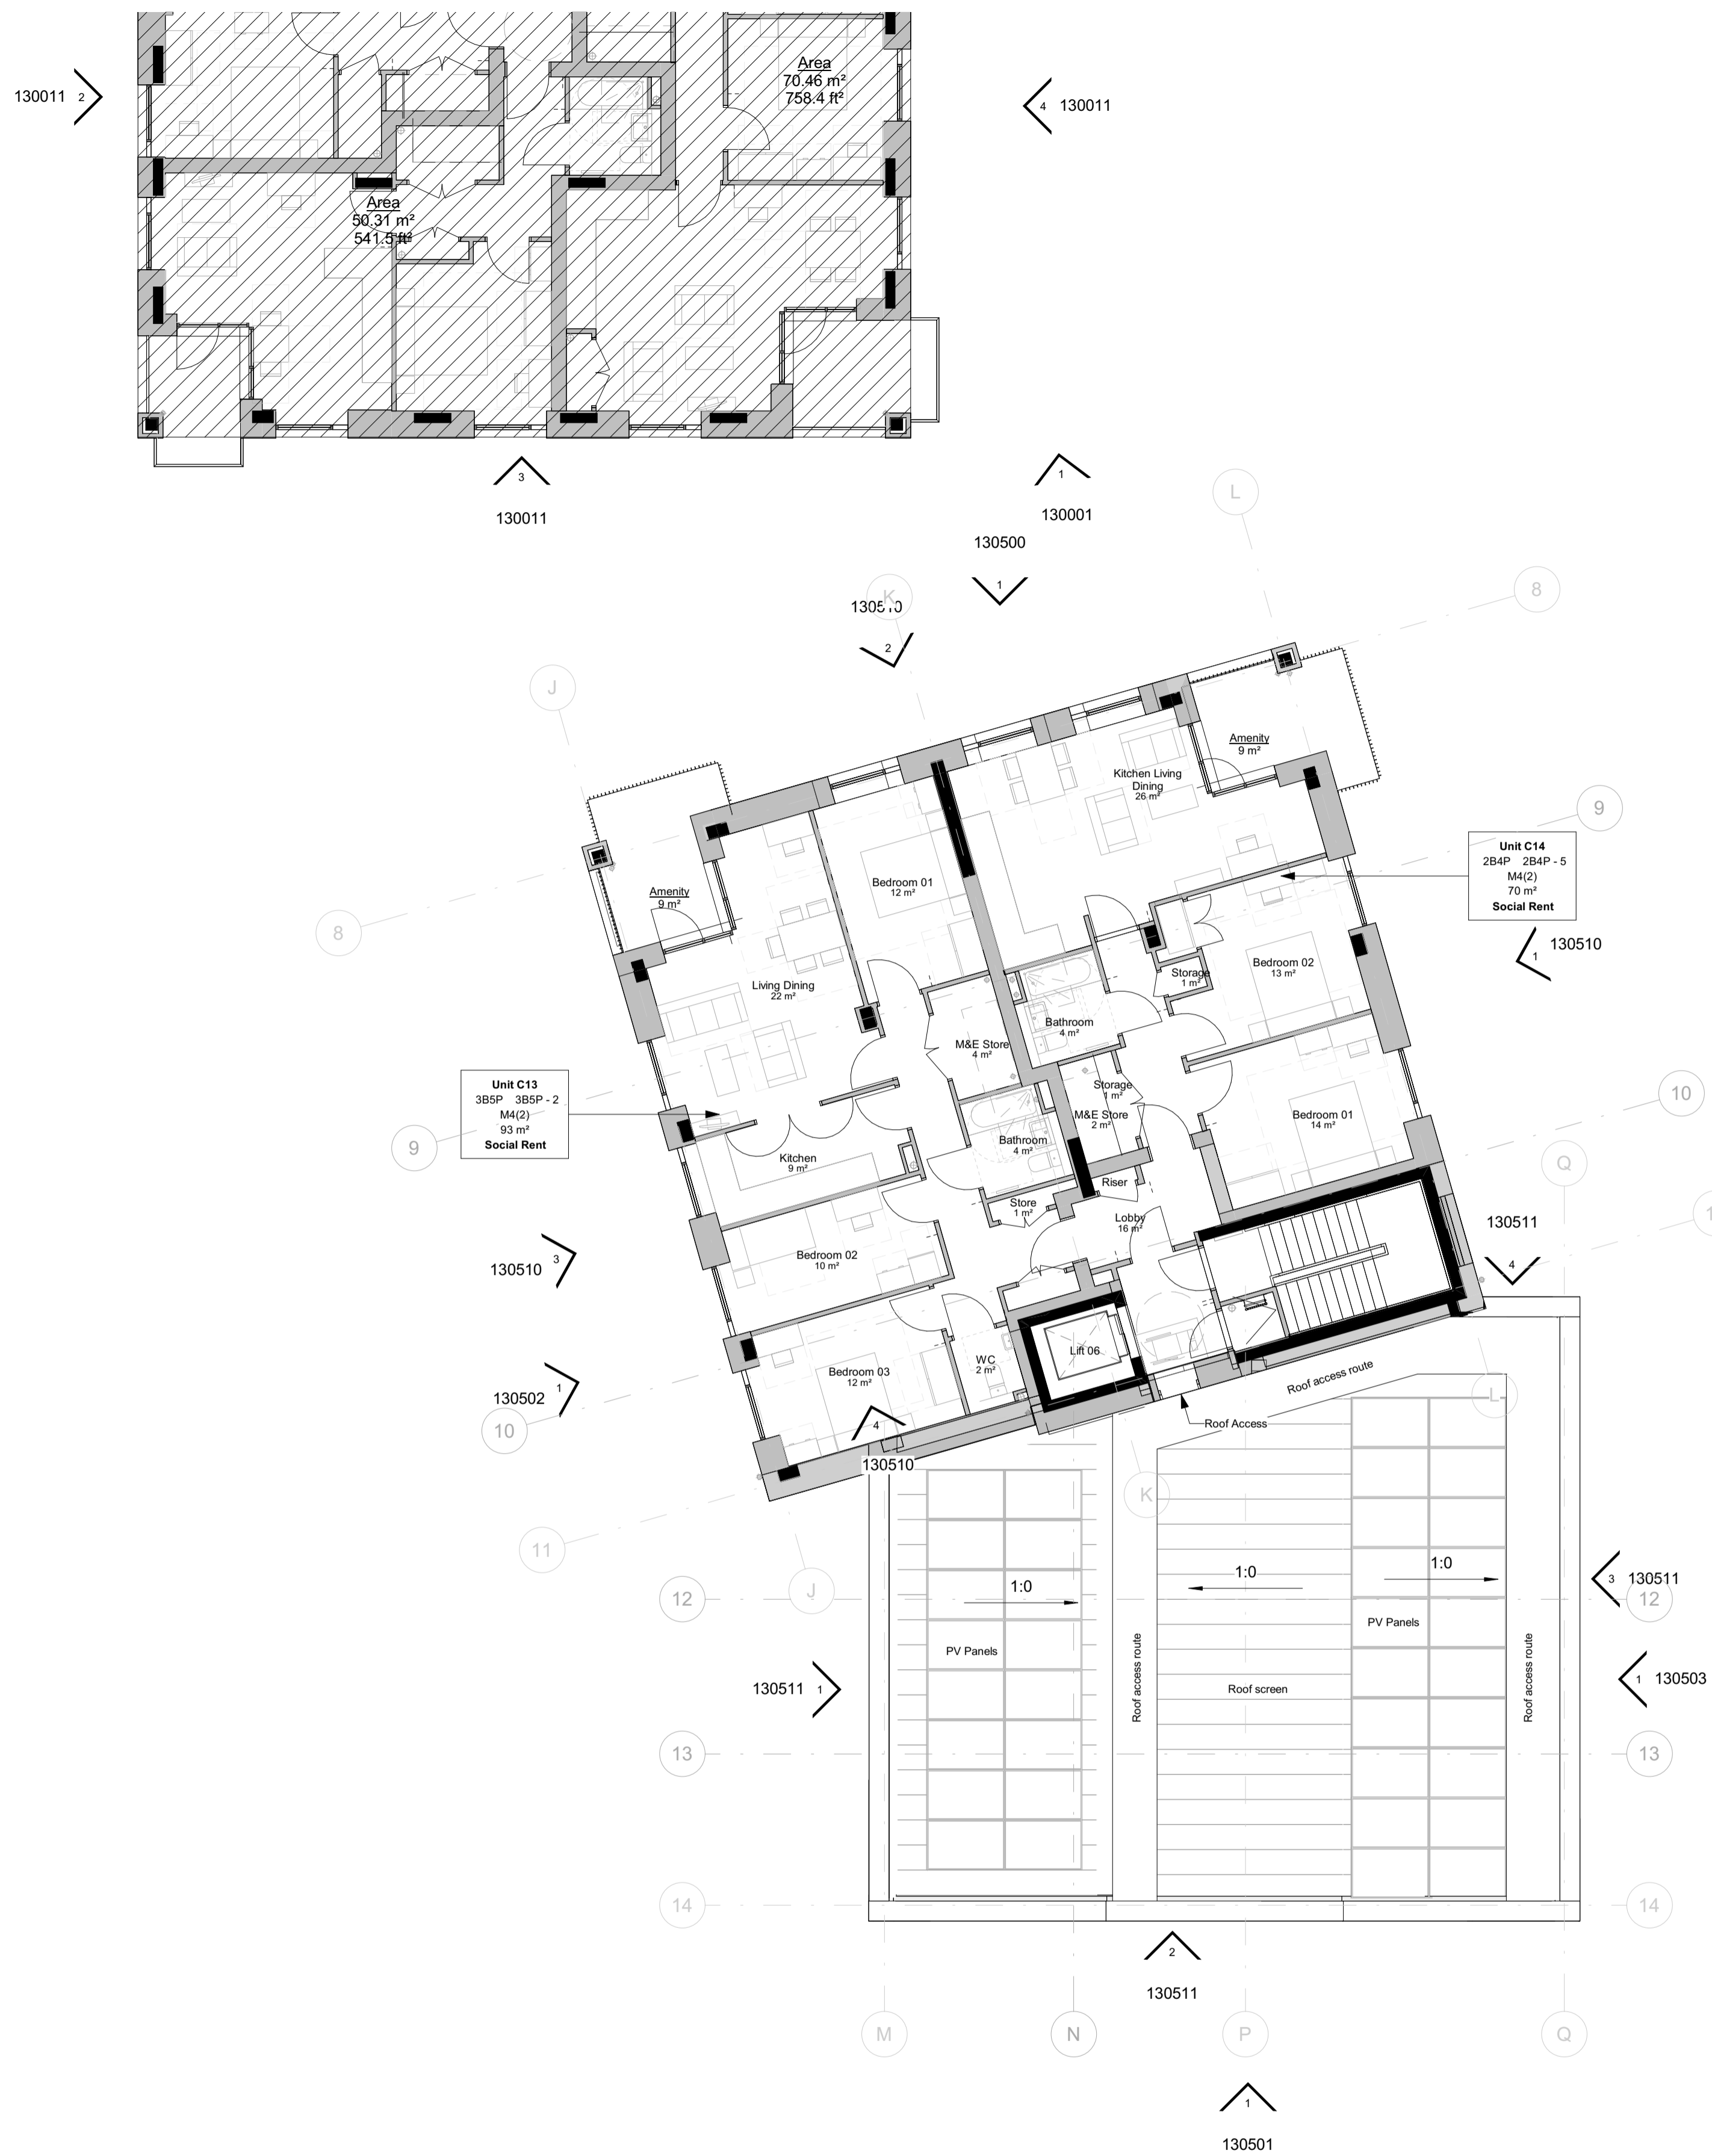 Area
70.46 m²
758.4 ft²
130011 2
4 130011
Area
50.31 m²
541.5 ft²
3
130011
1
130001
130500
1
L
8
K
130510
2
J
Amenity
9 m²
Kitchen Living
Dining
26 m²
9
Unit C14
2B4P 2B4P - 5
M4(2)
70 m²
Social Rent
Bedroom 01
12 m²
Amenity
9 m²
8
130510
1
Bedroom 02
13 m²
Storage
1 m²
Living Dining
22 m²
Bathroom
4 m²
M&E Store
4 m²
Unit C13
3B5P 3B5P - 2
M4(2)
93 m²
Social Rent
Storage
1 m²
M&E Store
2 m²
10
Bedroom 01
14 m²
9
Bathroom
4 m²
Kitchen
9 m²
Q
Riser
Store
1 m²
Lobby
16 m²
1
130511
4
Bedroom 02
10 m²
130510 3
Lift 06
WC
2 m²
Bedroom 03
12 m²
Roof access route
130502 1
L
10
4
130510
Roof Access
K
11
J
1:0
1:0
1:0
3 130511
12
12
PV Panels
PV Panels
Roof access route
Roof screen
Roof access route
130511 1
1 130503
13
13
14
14
2
130511
M
N
P
Q
1
130501